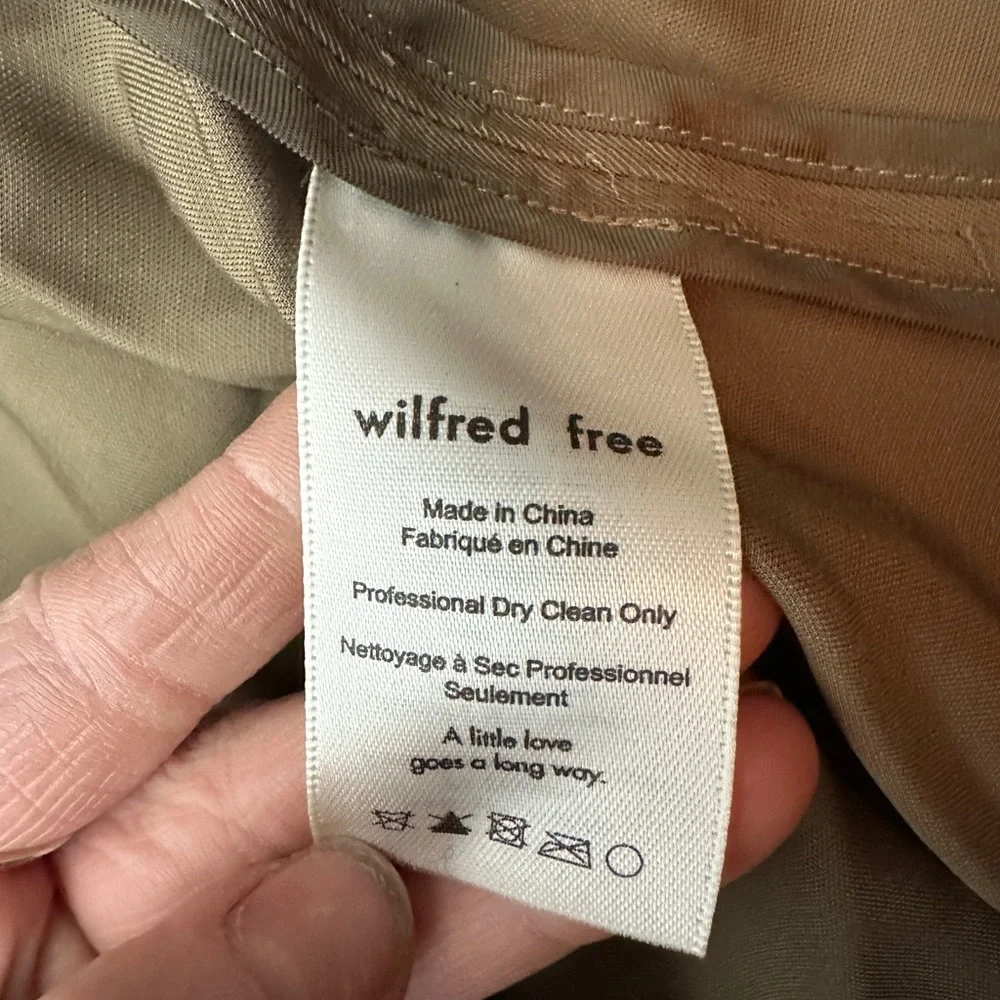 wilfred free
Made in China
Fabriqué en Chine
Professional Dry Clean Only
Nettoyage à Sec Professionnel
Seulement
A little love
goes a long way.